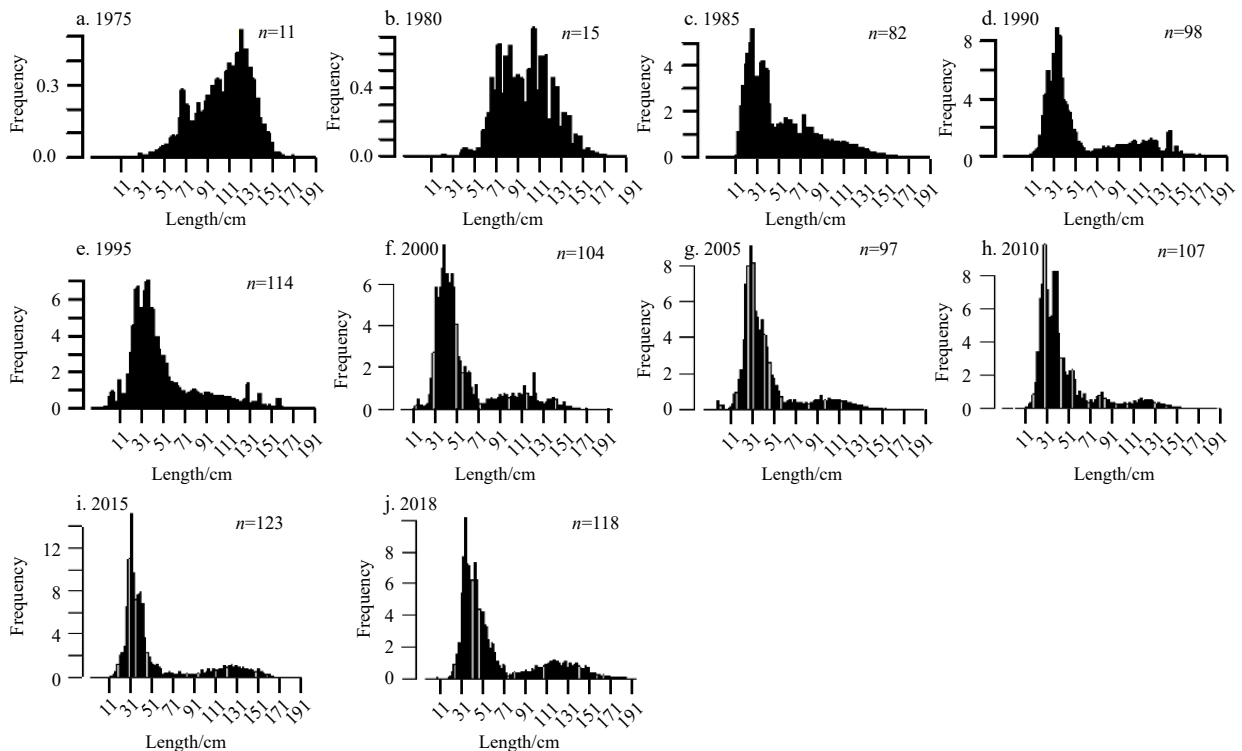 a. 1975
n=11
Frequency
0.3
0.0
11 31 51 71 91 111 131 151 171 191
Length/cm
b. 1980
n=15
Frequency
0.4
0.0
11 31 51 71 91 111 131 151 171 191
Length/cm
c. 1985
n=82
Frequency
4
2
0
11 31 51 71 91 111 131 151 171 191
Length/cm
d. 1990
n=98
Frequency
8
4
0
11 31 51 71 91 111 131 151 171 191
Length/cm
e. 1995
n=114
Frequency
6
4
2
0
11 31 51 71 91 111 131 151 171 191
Length/cm
f. 2000
n=104
Frequency
6
4
2
0
11 31 51 71 91 111 131 151 171 191
Length/cm
g. 2005
n=97
Frequency
8
6
4
2
0
11 31 51 71 91 111 131 151 171 191
Length/cm
h. 2010
n=107
Frequency
8
6
4
2
0
11 31 51 71 91 111 131 151 171 191
Length/cm
i. 2015
n=123
Frequency
12
8
4
0
11 31 51 71 91 111 131 151 171 191
Length/cm
j. 2018
n=118
Frequency
8
6
4
2
0
11 31 51 71 91 111 131 151 171 191
Length/cm